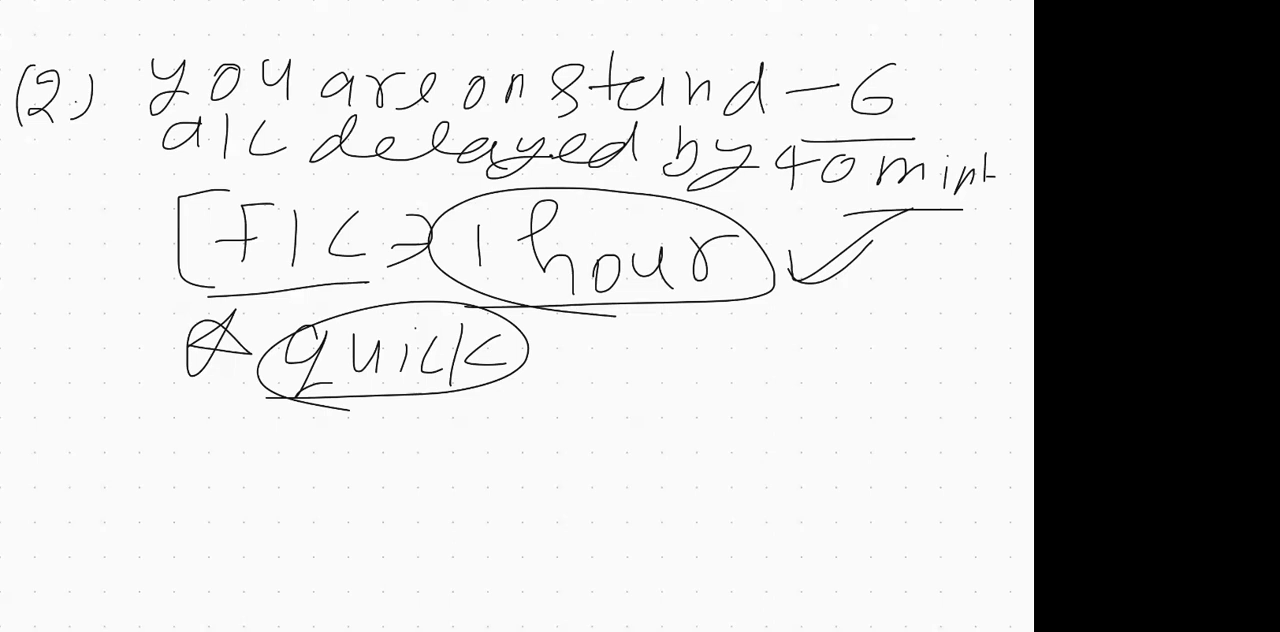 (2.) you are on stand - 6
a/c delayed by 40 mint
[F/C => 1 hour
quick